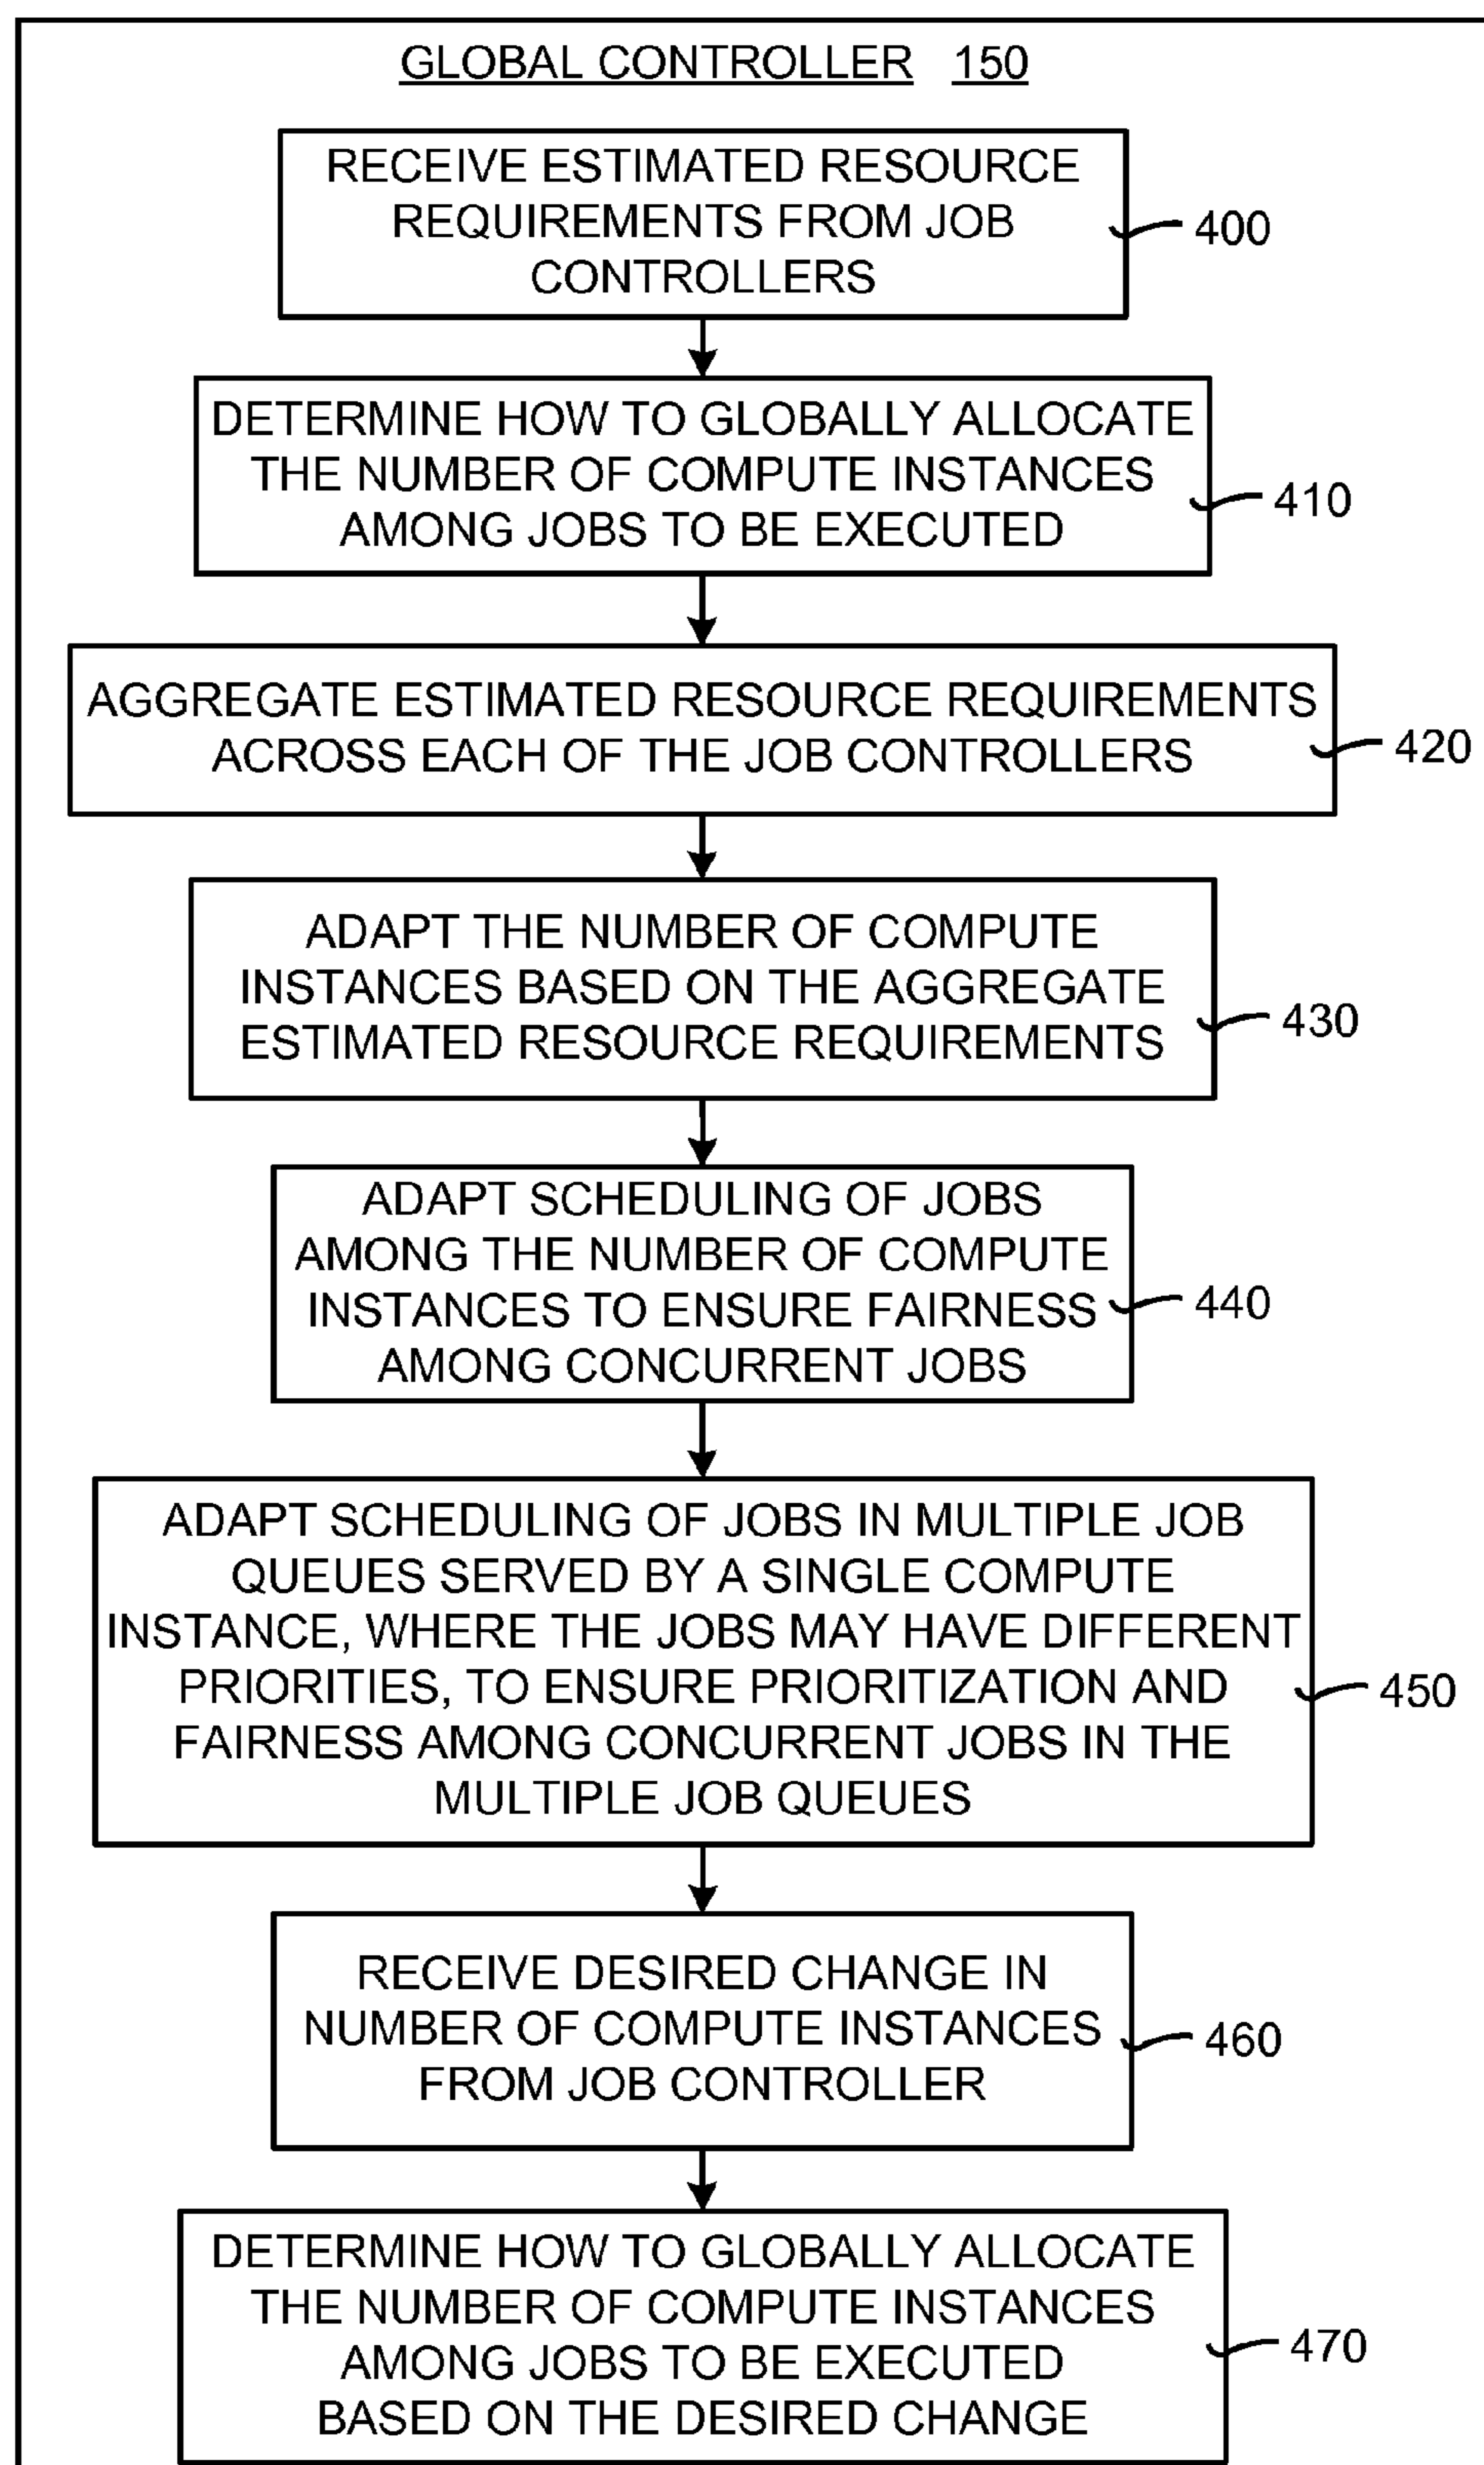 GLOBAL CONTROLLER 150
RECEIVE ESTIMATED RESOURCE
REQUIREMENTS FROM JOB
CONTROLLERS
400
DETERMINE HOW TO GLOBALLY ALLOCATE
THE NUMBER OF COMPUTE INSTANCES
AMONG JOBS TO BE EXECUTED
410
AGGREGATE ESTIMATED RESOURCE REQUIREMENTS
ACROSS EACH OF THE JOB CONTROLLERS
420
ADAPT THE NUMBER OF COMPUTE
INSTANCES BASED ON THE AGGREGATE
ESTIMATED RESOURCE REQUIREMENTS
430
ADAPT SCHEDULING OF JOBS
AMONG THE NUMBER OF COMPUTE
INSTANCES TO ENSURE FAIRNESS
AMONG CONCURRENT JOBS
440
ADAPT SCHEDULING OF JOBS IN MULTIPLE JOB
QUEUES SERVED BY A SINGLE COMPUTE
INSTANCE, WHERE THE JOBS MAY HAVE DIFFERENT
PRIORITIES, TO ENSURE PRIORITIZATION AND
FAIRNESS AMONG CONCURRENT JOBS IN THE
MULTIPLE JOB QUEUES
450
RECEIVE DESIRED CHANGE IN
NUMBER OF COMPUTE INSTANCES
FROM JOB CONTROLLER
460
DETERMINE HOW TO GLOBALLY ALLOCATE
THE NUMBER OF COMPUTE INSTANCES
AMONG JOBS TO BE EXECUTED
BASED ON THE DESIRED CHANGE
470